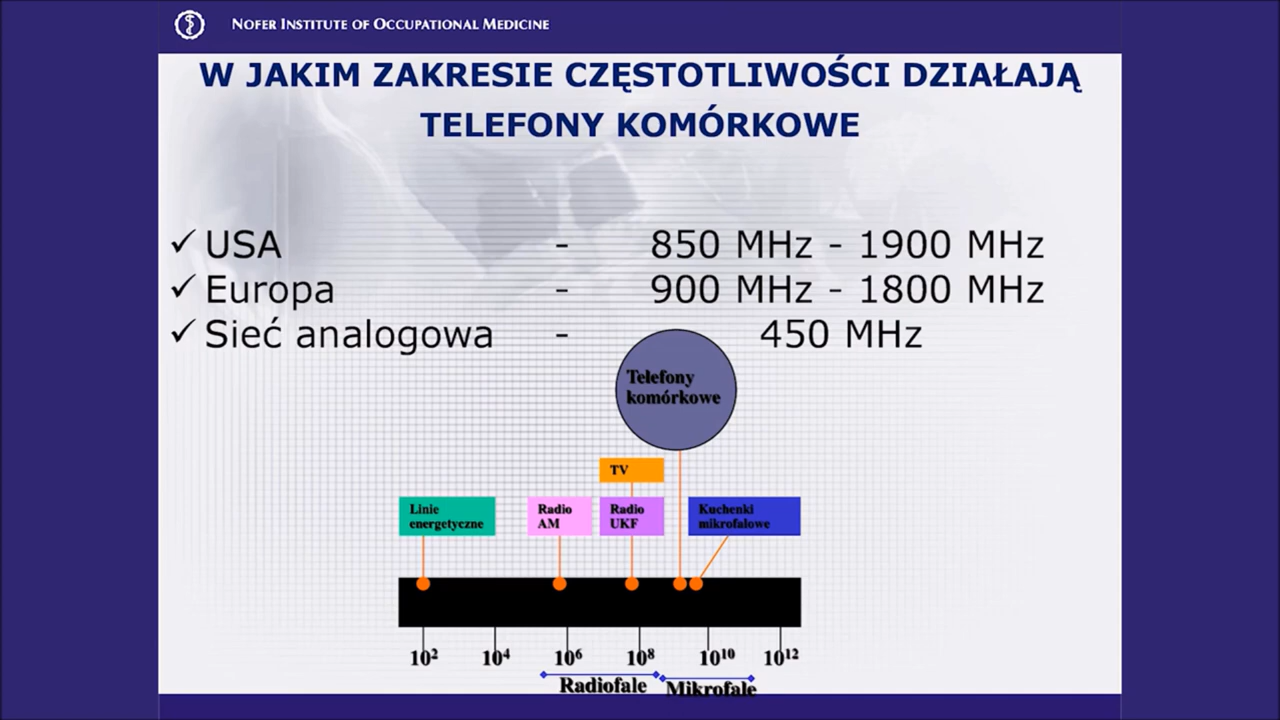 NOFER INSTITUTE OF OCCUPATIONAL MEDICINE
W JAKIM ZAKRESIE CZĘSTOTLIWOŚCI DZIAŁAJĄ
TELEFONY KOMÓRKOWE
✓ USA - 850 MHz - 1900 MHz
✓ Europa - 900 MHz - 1800 MHz
✓ Sieć analogowa - 450 MHz
Telefony
komórkowe
TV
Linie
energetyczne
Radio
AM
Radio
UKF
Kuchenki
mikrofalowe
10² 10⁴ 10⁶ 10⁸ 10¹⁰ 10¹²
Radiofale Mikrofale